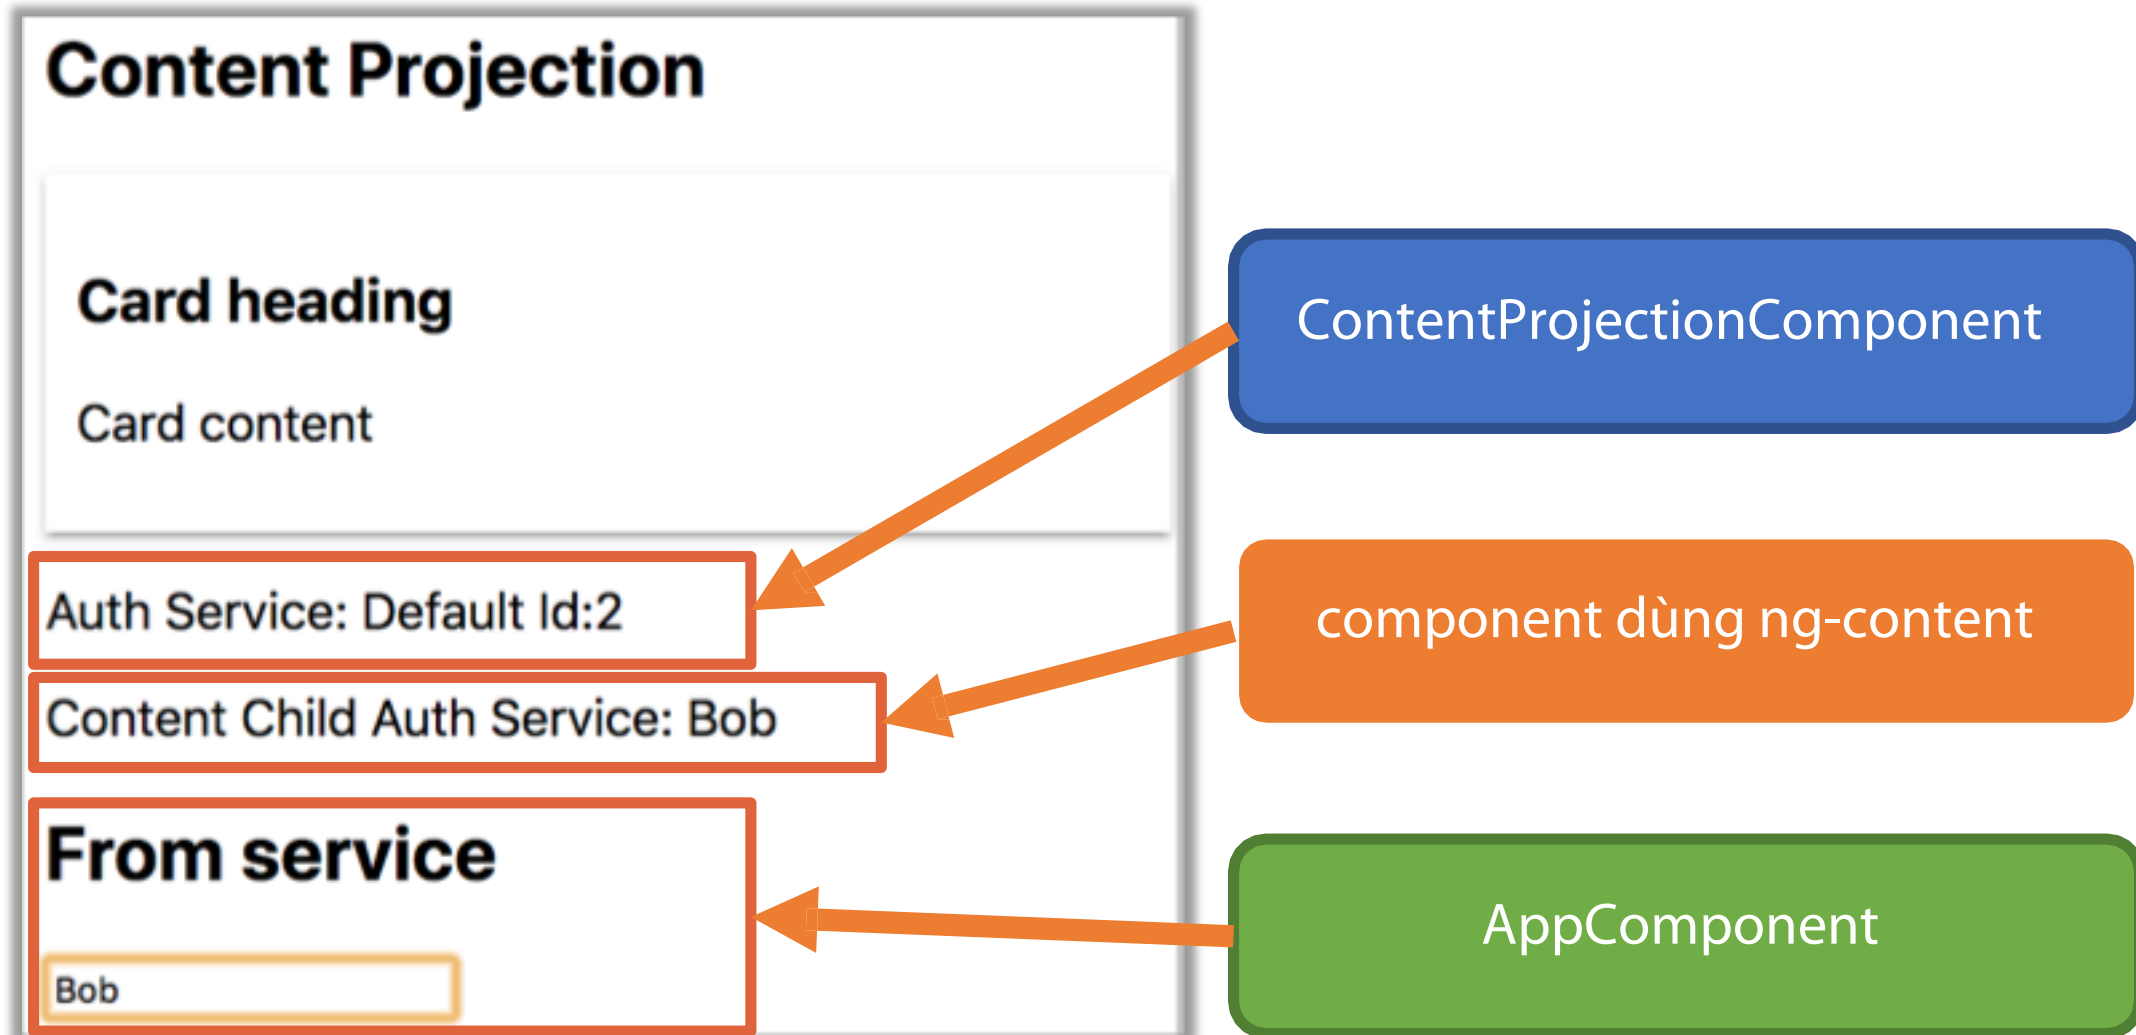 Content Projection
Card heading
Card content
Auth Service: Default Id:2
Content Child Auth Service: Bob
From service
Bob
ContentProjectionComponent
component dùng ng-content
AppComponent